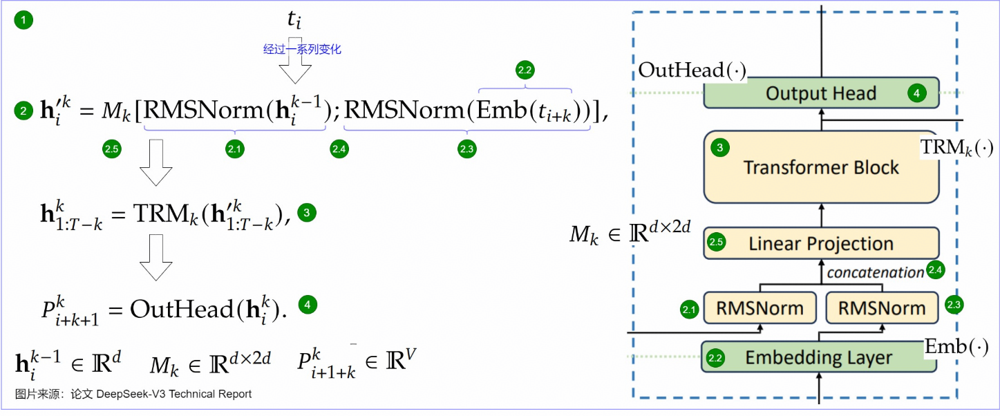 1
t_i
经过一系列变化
2.2
2 h′_i^k = M_k[RMSNorm(h_i^{k−1}); RMSNorm(Emb(t_{i+k}))],
2.5 2.1 2.4 2.3
h^k_{1:T−k} = TRM_k(h′^k_{1:T−k}), 3
P^k_{i+k+1} = OutHead(h_i^k). 4
h_i^{k−1} ∈ ℝ^d M_k ∈ ℝ^{d×2d} P^k_{i+1+k} ∈ ℝ^V
图片来源：论文 DeepSeek-V3 Technical Report
OutHead(·)
Output Head 4
3 TRM_k(·)
Transformer Block
M_k ∈ ℝ^{d×2d}
2.5 Linear Projection
concatenation 2.4
2.1 RMSNorm RMSNorm 2.3
Emb(·)
2.2 Embedding Layer